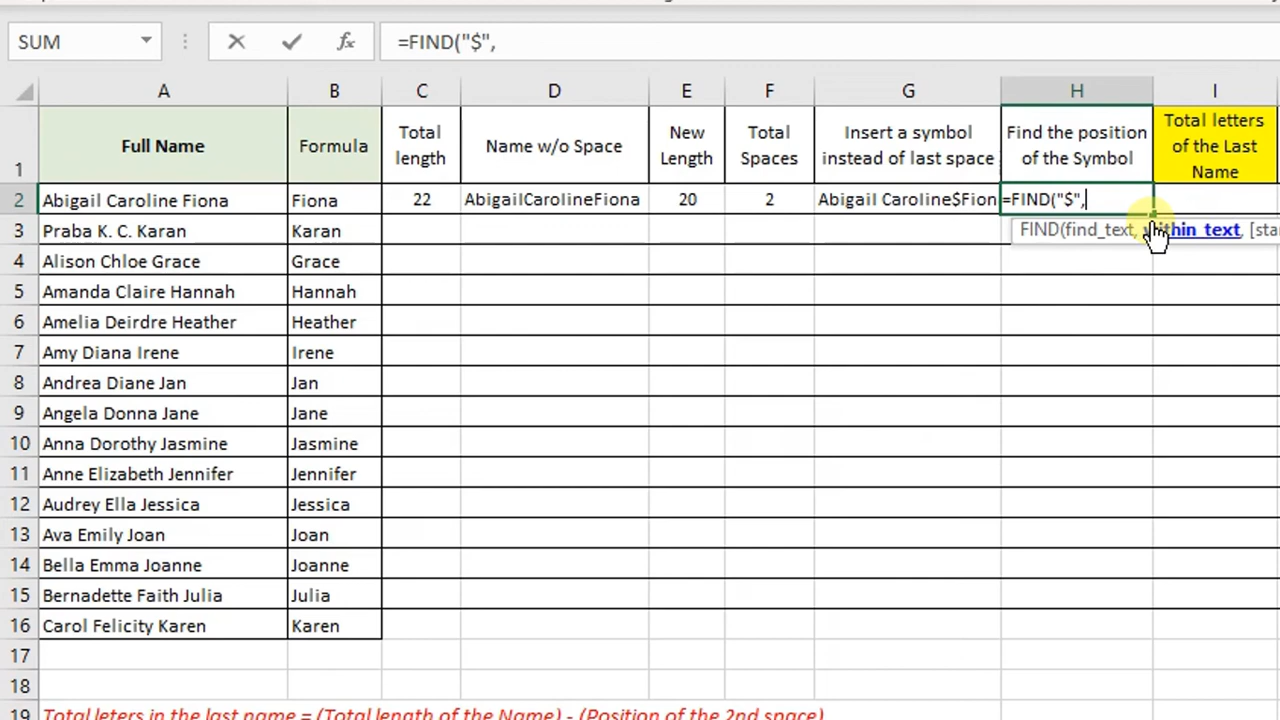 SUM =FIND("$",
A B C D E F G H I
1 Full Name Formula Total length Name w/o Space New Length Total Spaces Insert a symbol instead of last space Find the position of the Symbol Total letters of the Last Name
2 Abigail Caroline Fiona Fiona 22 AbigailCarolineFiona 20 2 Abigail Caroline$Fion =FIND("$",
FIND(find_text, within_text, [sta
3 Praba K. C. Karan Karan
4 Alison Chloe Grace Grace
5 Amanda Claire Hannah Hannah
6 Amelia Deirdre Heather Heather
7 Amy Diana Irene Irene
8 Andrea Diane Jan Jan
9 Angela Donna Jane Jane
10 Anna Dorothy Jasmine Jasmine
11 Anne Elizabeth Jennifer Jennifer
12 Audrey Ella Jessica Jessica
13 Ava Emily Joan Joan
14 Bella Emma Joanne Joanne
15 Bernadette Faith Julia Julia
16 Carol Felicity Karen Karen
17
18
19 Total leters in the last name = (Total length of the Name) - (Position of the 2nd space)